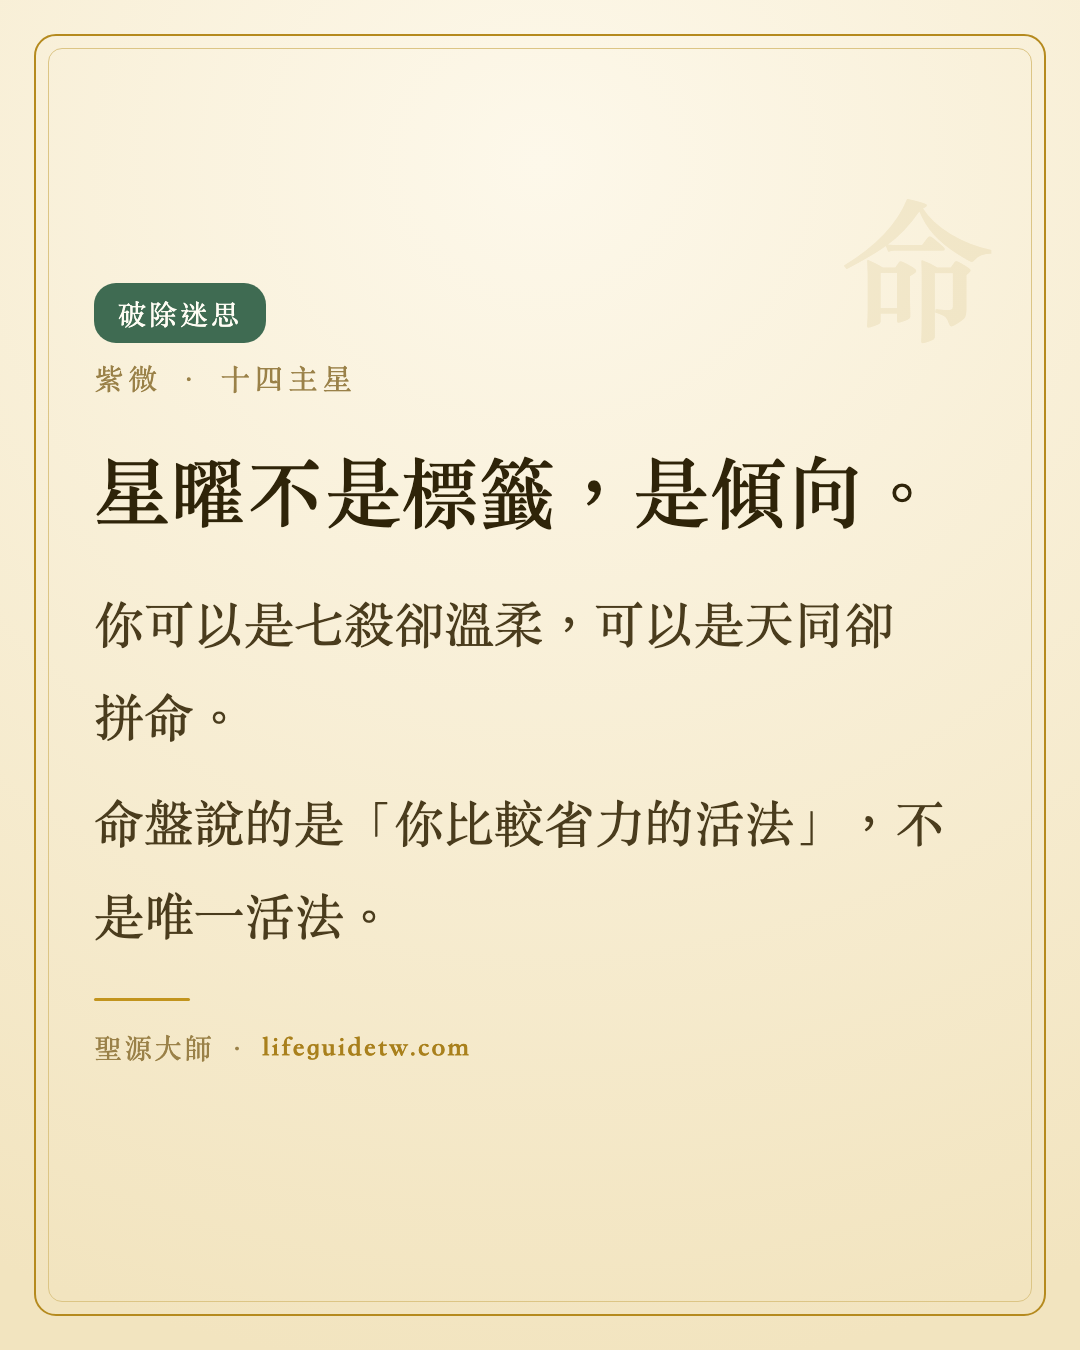 命
破除迷思
紫微 · 十四主星
星曜不是標籤，是傾向。
你可以是七殺卻溫柔，可以是天同卻
拼命。
命盤說的是「你比較省力的活法」，不
是唯一活法。
聖源大師 · lifeguidetw.com